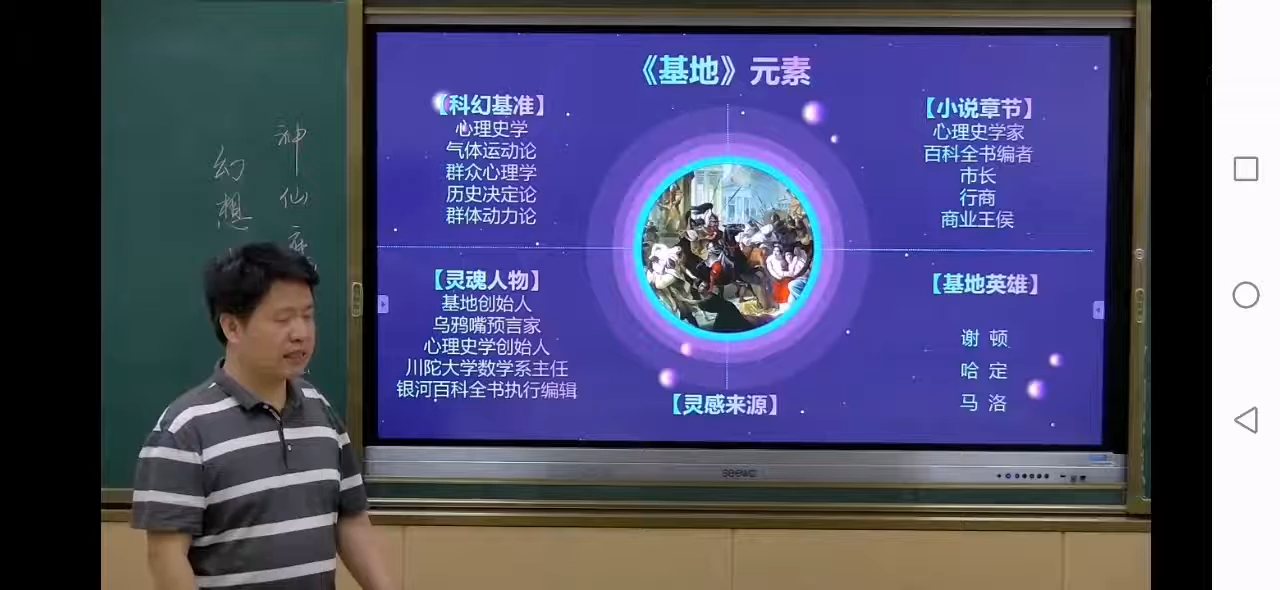 神仙
幻想
《基地》元素
【科幻基准】
心理史学
气体运动论
群众心理学
历史决定论
群体动力论
【小说章节】
心理史学家
百科全书编者
市长
行商
商业王侯
【灵魂人物】
基地创始人
乌鸦嘴预言家
心理史学创始人
川陀大学数学系主任
银河百科全书执行编辑
【基地英雄】
谢 顿
哈 定
马 洛
【灵感来源】
seewo